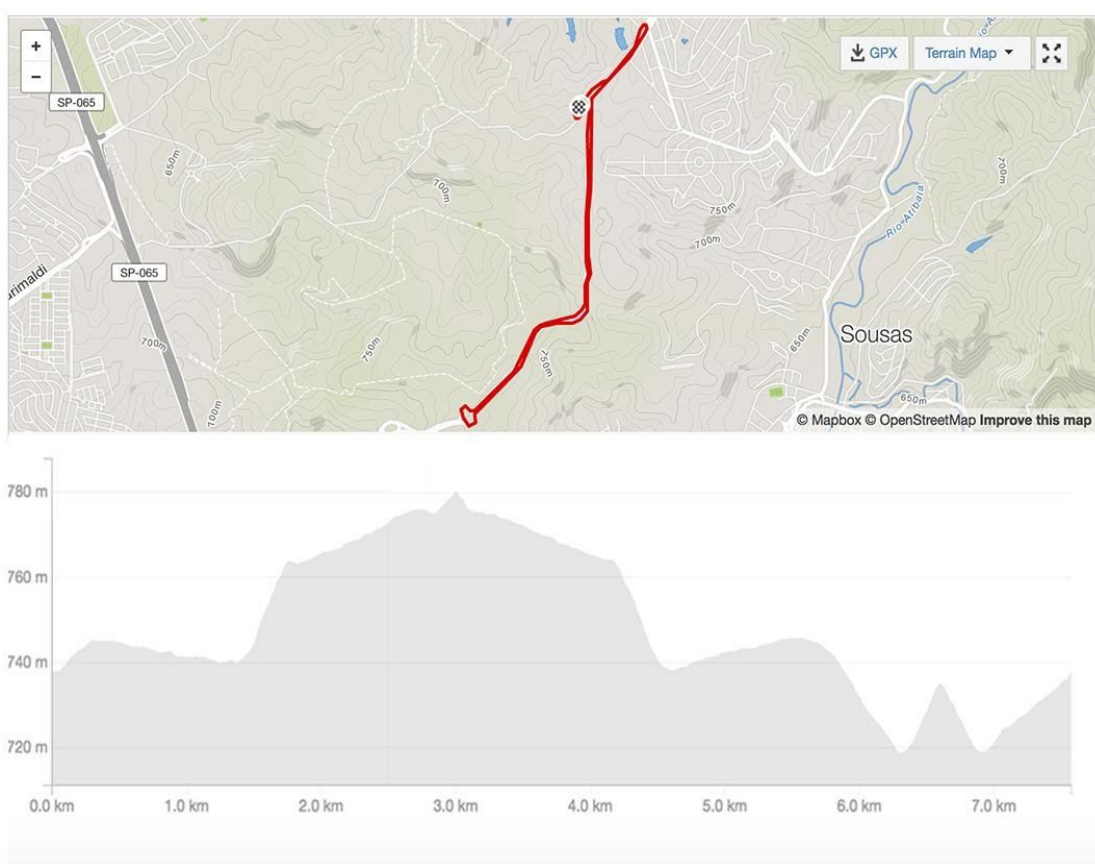 +
GPX
Terrain Map
−
SP-065
650m
700m
700m
750m
Rio Atibaia
700m
SP-065
700m
750m
750m
650m
Sousas
700m
650m
© Mapbox © OpenStreetMap Improve this map
780 m
760 m
740 m
720 m
0.0 km 1.0 km 2.0 km 3.0 km 4.0 km 5.0 km 6.0 km 7.0 km